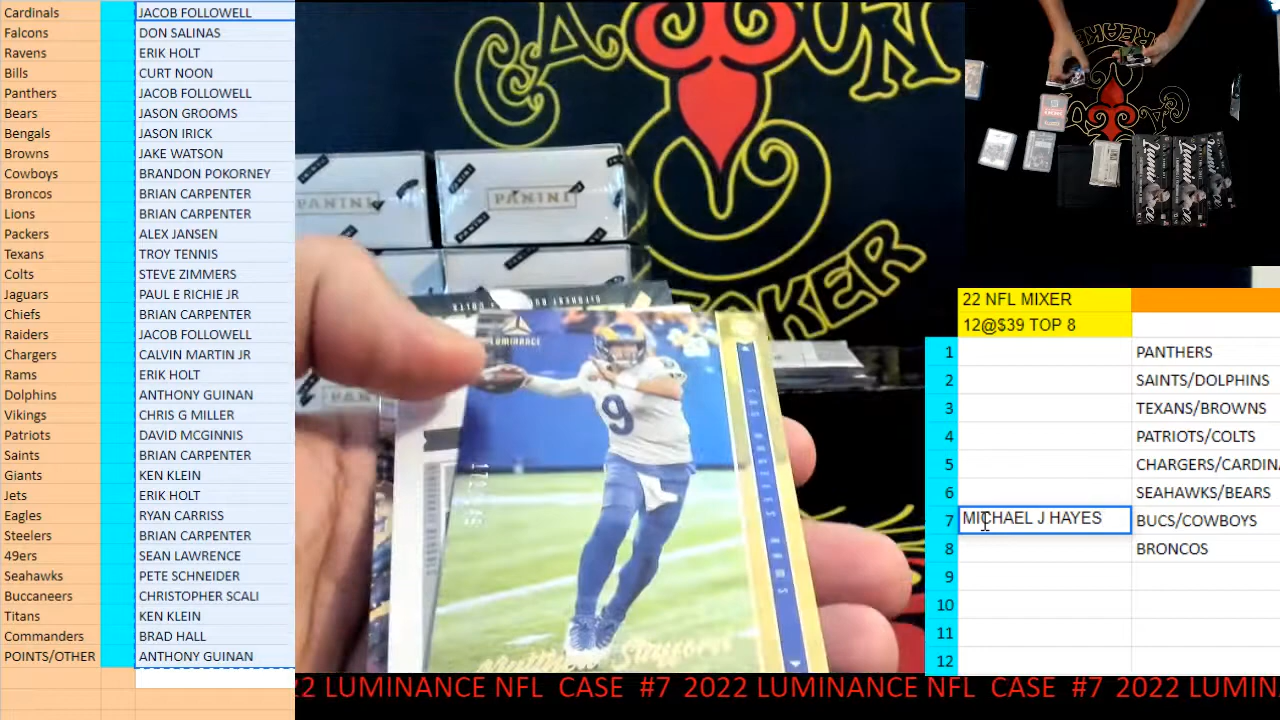 Cardinals JACOB FOLLOWELL
Falcons DON SALINAS
Ravens ERIK HOLT
Bills CURT NOON
Panthers JACOB FOLLOWELL
Bears JASON GROOMS
Bengals JASON IRICK
Browns JAKE WATSON
Cowboys BRANDON POKORNEY
Broncos BRIAN CARPENTER
Lions BRIAN CARPENTER
Packers ALEX JANSEN
Texans TROY TENNIS
Colts STEVE ZIMMERS
Jaguars PAUL E RICHIE JR
Chiefs BRIAN CARPENTER
Raiders JACOB FOLLOWELL
Chargers CALVIN MARTIN JR
Rams ERIK HOLT
Dolphins ANTHONY GUINAN
Vikings CHRIS G MILLER
Patriots DAVID MCGINNIS
Saints BRIAN CARPENTER
Giants KEN KLEIN
Jets ERIK HOLT
Eagles RYAN CARRISS
Steelers BRIAN CARPENTER
49ers SEAN LAWRENCE
Seahawks PETE SCHNEIDER
Buccaneers CHRISTOPHER SCALI
Titans KEN KLEIN
Commanders BRAD HALL
POINTS/OTHER ANTHONY GUINAN
PANINI
PANINI
LUMINANCE
9
LOS ANGELES RAMS
Matthew Stafford
22 NFL MIXER
12@$39 TOP 8
1 PANTHERS
2 SAINTS/DOLPHINS
3 TEXANS/BROWNS
4 PATRIOTS/COLTS
5 CHARGERS/CARDINA
6 SEAHAWKS/BEARS
7 MICHAEL J HAYES BUCS/COWBOYS
8 BRONCOS
9
10
11
12
2 LUMINANCE NFL CASE #7 2022 LUMINANCE NFL CASE #7 2022 LUMIN